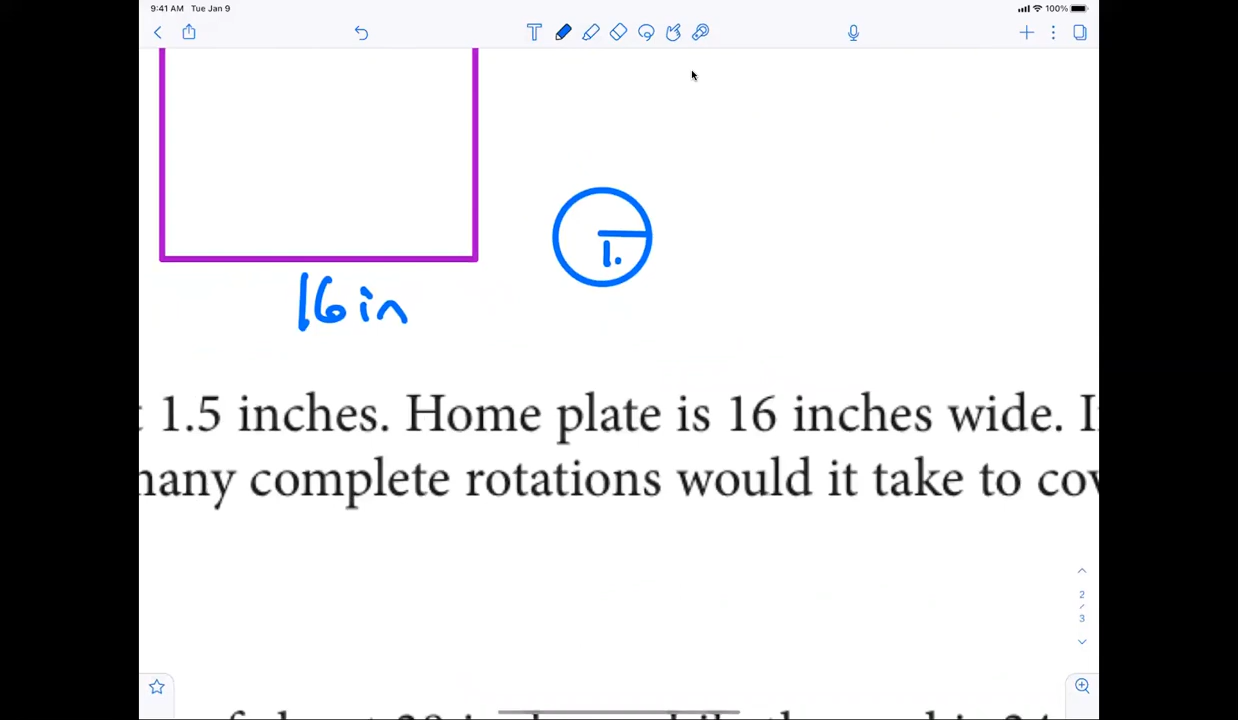 9:41 AM Tue Jan 9
100%
1.
16 in
1.5 inches. Home plate is 16 inches wide.
many complete rotations would it take to
2
/
3